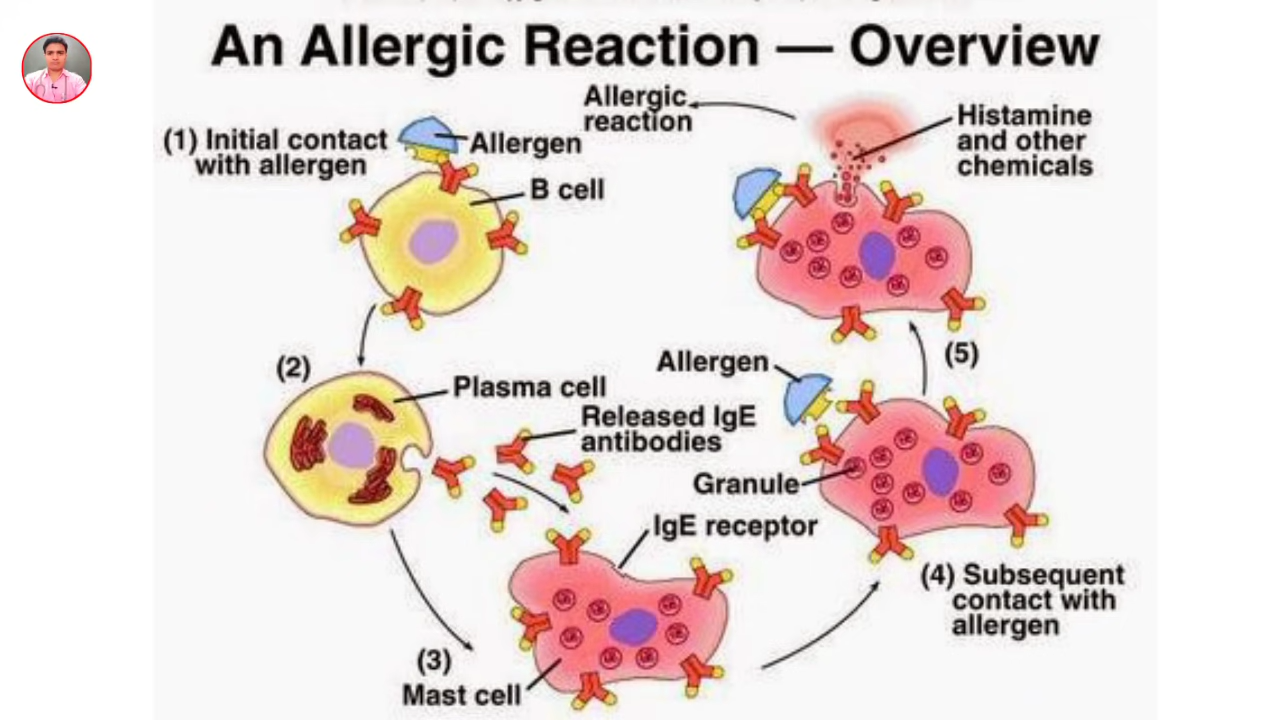 An Allergic Reaction — Overview
(1) Initial contact
with allergen
Allergen
B cell
Allergic
reaction
Histamine
and other
chemicals
(2)
Plasma cell
Released IgE
antibodies
Allergen
Granule
(5)
IgE receptor
(4) Subsequent
contact with
allergen
(3)
Mast cell